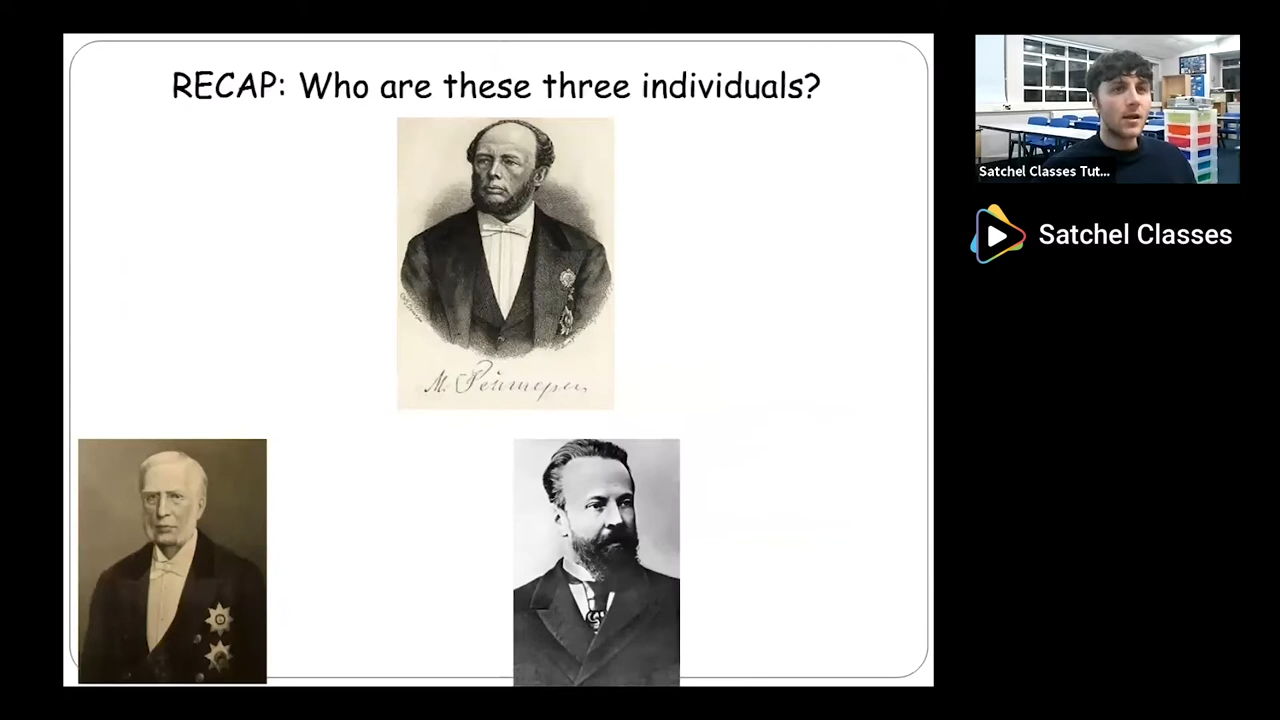 RECAP: Who are these three individuals?
М. Рейтерн
Satchel Classes Tut...
Satchel Classes